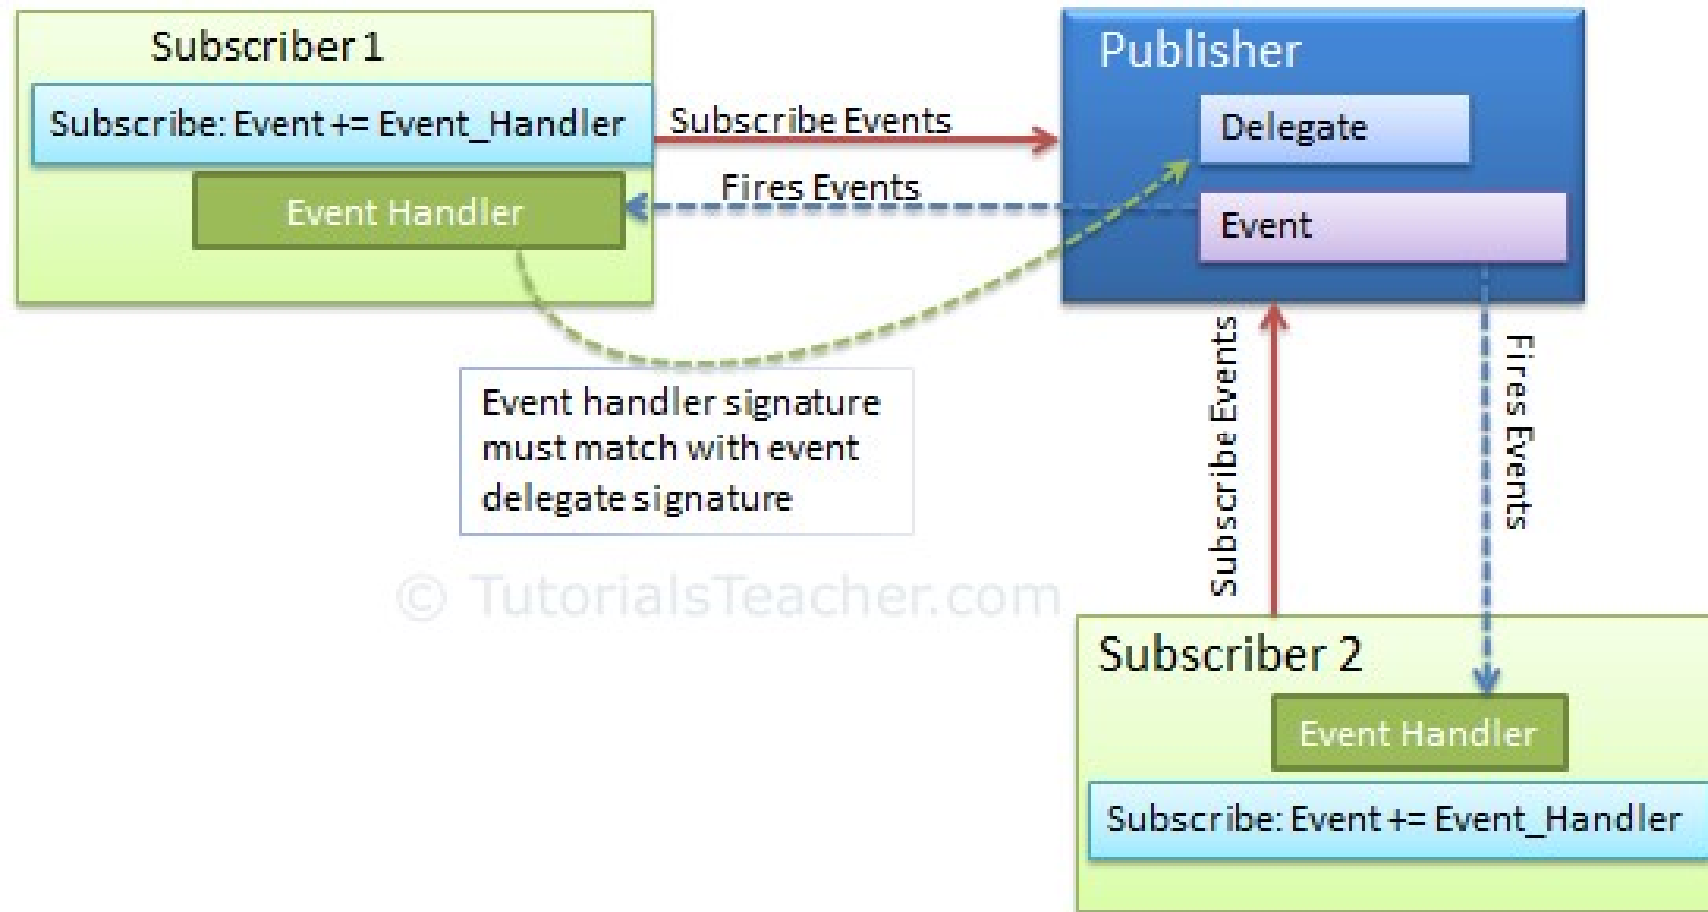 Subscriber 1
Subscribe: Event += Event_Handler
Event Handler
Subscribe Events
Fires Events
Publisher
Delegate
Event
Event handler signature
must match with event
delegate signature
Subscribe Events
Fires Events
© TutorialsTeacher.com
Subscriber 2
Event Handler
Subscribe: Event += Event_Handler